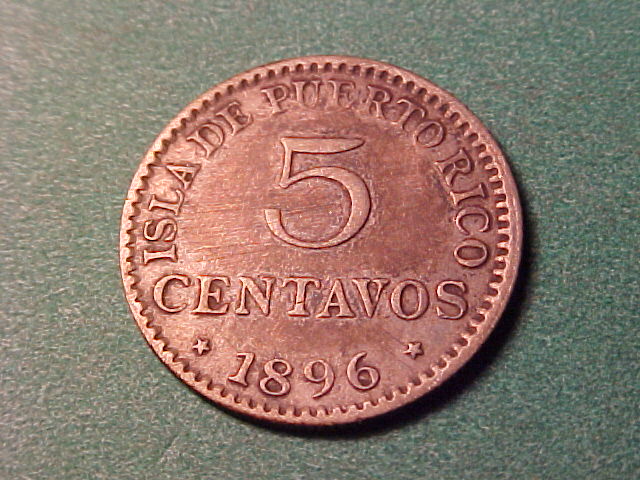 ISLA DE PUERTO RICO
5
CENTAVOS
1896